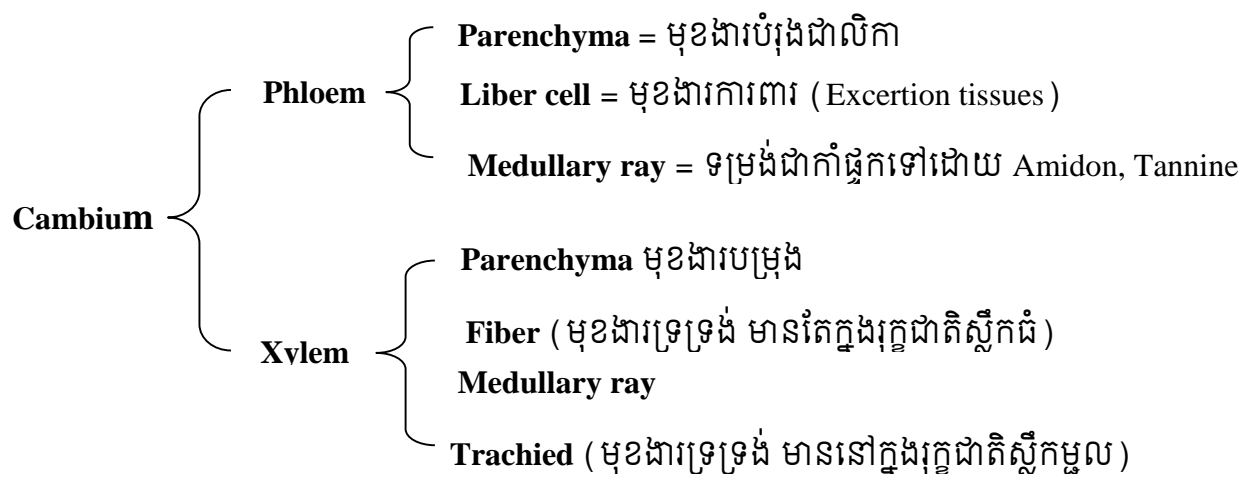 Parenchyma = មុខងារបំរុងជាលិកា
Phloem
Liber cell = មុខងារការពារ (Excertion tissues)
Medullary ray = ទម្រង់ជាកាំផ្ទុកទៅដោយ Amidon, Tannine
Cambium
Parenchyma មុខងារបម្រុង
Fiber (មុខងារទ្រទ្រង់ មានតែក្នុងរុក្ខជាតិស្លឹកធំ)
Xylem
Medullary ray
Trachied (មុខងារទ្រទ្រង់ មាននៅក្នុងរុក្ខជាតិស្លឹកម្ជុល)